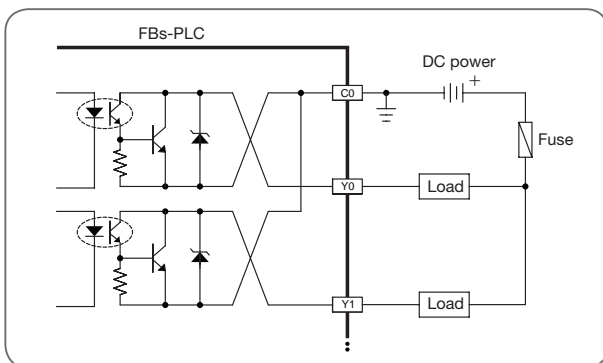 FBs-PLC
DC power
C0
+
Fuse
Y0
Load
Y1
Load